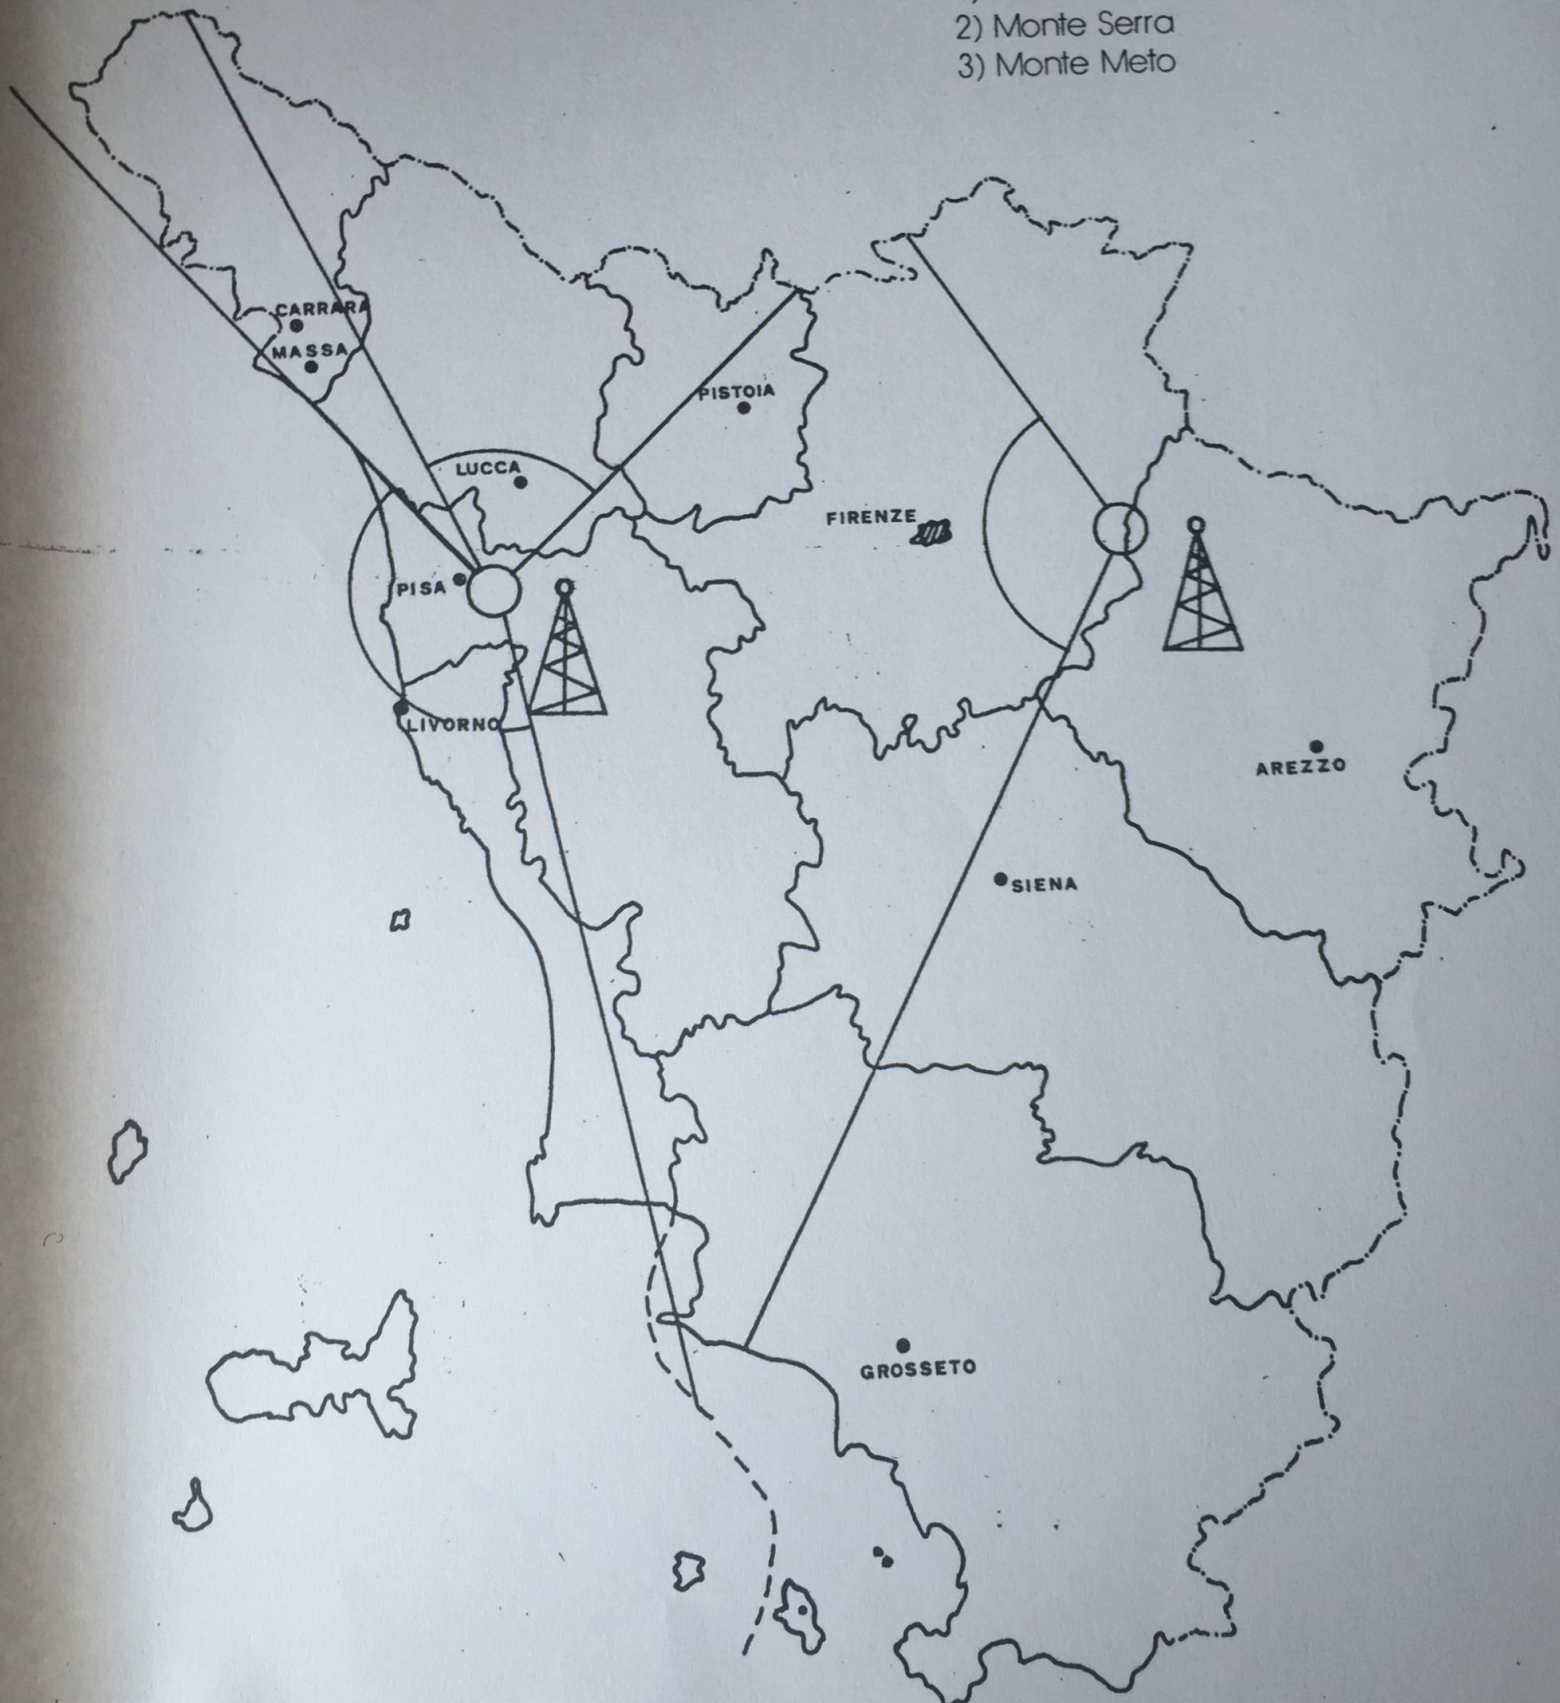 2) Monte Serra
3) Monte Meto
CARRARA
MASSA
PISTOIA
LUCCA
FIRENZE
PISA
LIVORNO
AREZZO
SIENA
GROSSETO